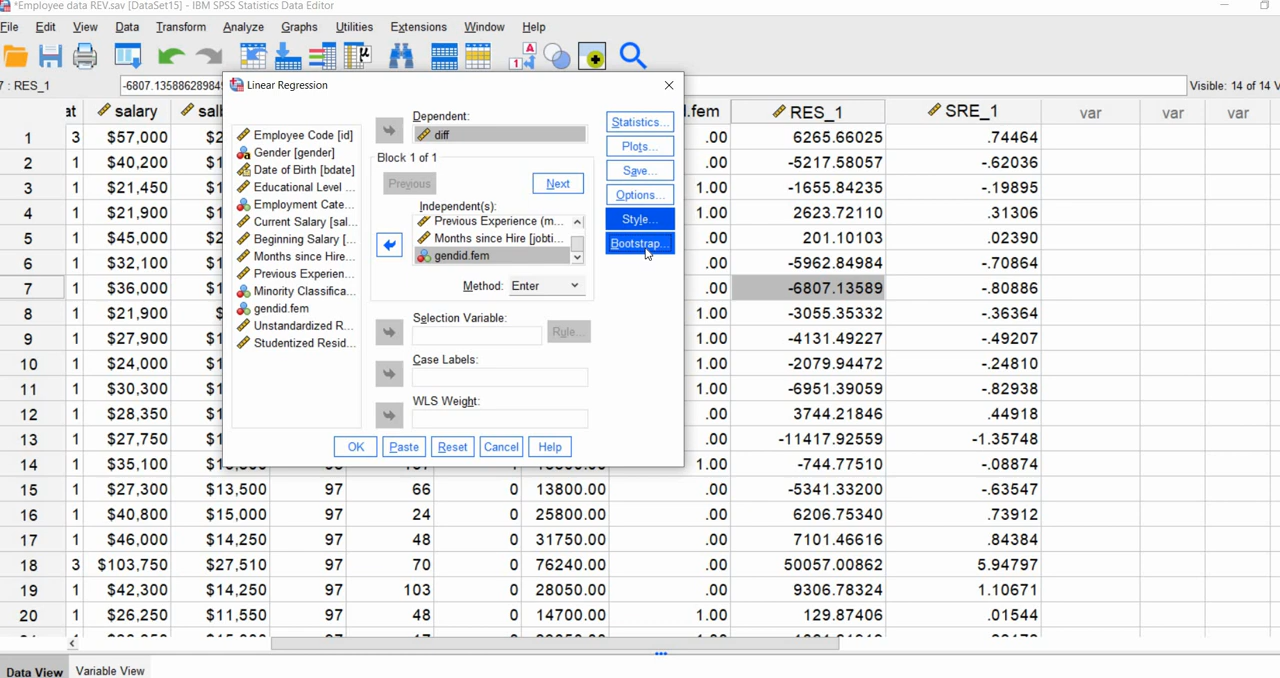 *Employee data REV.sav [DataSet15] - IBM SPSS Statistics Data Editor
File Edit View Data Transform Analyze Graphs Utilities Extensions Window Help
7 : RES_1 -6807.13588628984 Visible: 14 of 14 V
at salary sal .fem RES_1 SRE_1 var var var
1 3 $57,000 $2 .00 6265.66025 .74464
2 1 $40,200 $1 .00 -5217.58057 -.62036
3 1 $21,450 $1 1.00 -1655.84235 -.19895
4 1 $21,900 $1 1.00 2623.72110 .31306
5 1 $45,000 $2 .00 201.10103 .02390
6 1 $32,100 $1 .00 -5962.84984 -.70864
7 1 $36,000 $1 .00 -6807.13589 -.80886
8 1 $21,900 $ 1.00 -3055.35332 -.36364
9 1 $27,900 $1 1.00 -4131.49227 -.49207
10 1 $24,000 $1 1.00 -2079.94472 -.24810
11 1 $30,300 $1 1.00 -6951.39059 -.82938
12 1 $28,350 $1 .00 3744.21846 .44918
13 1 $27,750 $1 .00 -11417.92559 -1.35748
14 1 $35,100 1.00 -744.77510 -.08874
15 1 $27,300 $13,500 97 66 0 13800.00 .00 -5341.33200 -.63547
16 1 $40,800 $15,000 97 24 0 25800.00 .00 6206.75340 .73912
17 1 $46,000 $14,250 97 48 0 31750.00 .00 7101.46616 .84384
18 3 $103,750 $27,510 97 70 0 76240.00 .00 50057.00862 5.94797
19 1 $42,300 $14,250 97 103 0 28050.00 .00 9306.78324 1.10671
20 1 $26,250 $11,550 97 48 0 14700.00 1.00 129.87406 .01544
Data View Variable View
Linear Regression
Employee Code [id]
Gender [gender]
Date of Birth [bdate]
Educational Level ...
Employment Cate...
Current Salary [sal...
Beginning Salary [...
Months since Hire...
Previous Experien...
Minority Classifica...
gendid.fem
Unstandardized R...
Studentized Resid...
Dependent:
diff
Block 1 of 1
Previous Next
Independent(s):
Previous Experience (m...
Months since Hire [jobti...
gendid.fem
Method: Enter
Selection Variable:
Rule...
Case Labels:
WLS Weight:
Statistics...
Plots...
Save...
Options...
Style...
Bootstrap...
OK Paste Reset Cancel Help